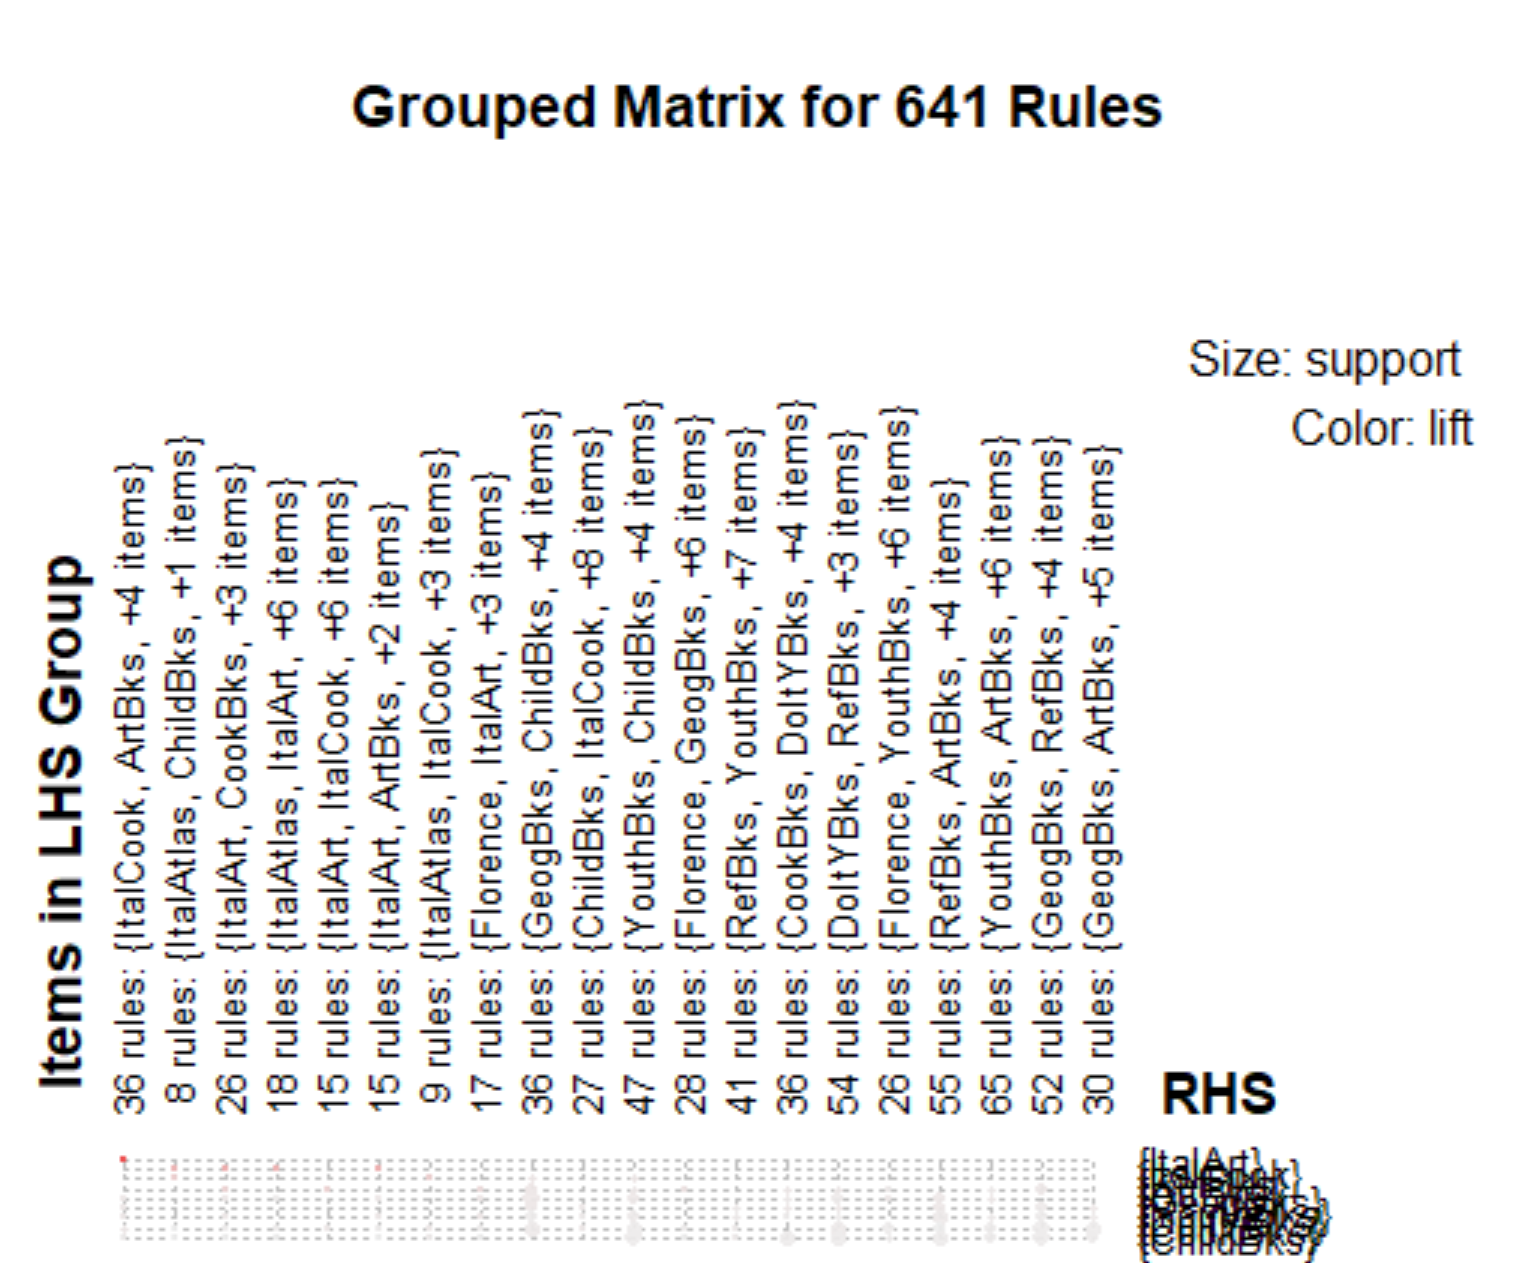 Grouped Matrix for 641 Rules
Size: support
Color: lift
Items in LHS Group
36 rules: {ItalCook, ArtBks, +4 items}
8 rules: {ItalAtlas, ChildBks, +1 items}
26 rules: {ItalArt, CookBks, +3 items}
18 rules: {ItalAtlas, ItalArt, +6 items}
15 rules: {ItalArt, ItalCook, +6 items}
15 rules: {ItalArt, ArtBks, +2 items}
9 rules: {ItalAtlas, ItalCook, +3 items}
17 rules: {Florence, ItalArt, +3 items}
36 rules: {GeogBks, ChildBks, +4 items}
27 rules: {ChildBks, ItalCook, +8 items}
47 rules: {YouthBks, ChildBks, +4 items}
28 rules: {Florence, GeogBks, +6 items}
41 rules: {RefBks, YouthBks, +7 items}
36 rules: {CookBks, DoItYBks, +4 items}
54 rules: {DoItYBks, RefBks, +3 items}
26 rules: {Florence, YouthBks, +6 items}
55 rules: {RefBks, ArtBks, +4 items}
65 rules: {YouthBks, ArtBks, +6 items}
52 rules: {GeogBks, RefBks, +4 items}
30 rules: {GeogBks, ArtBks, +5 items}
RHS
{ItalArt}
{ChildBks}